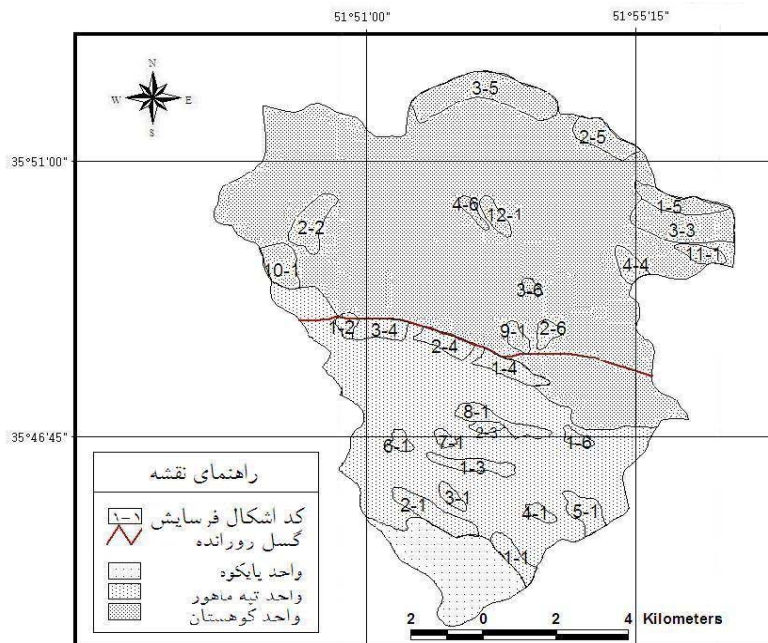 51°51'00" 51°55'15"
N
W E
S
35°51'00"
35°46'45"
3-5
2-5
1-5
4-6 12-1
3-3
2-2
11-1
4-4
10-1
3-6
1-2 3-4 9-1 2-6
2-4
1-4
8-1
2-3
6-1 7-1 1-6
1-3
3-1
2-1 4-1 5-1
1-1
راهنمای نقشه
۱-۱ کد اشکال فرسایش
گسل رورانده
واحد پایکوه
واحد تپه ماهور
واحد کوهستان
2 0 2 4 Kilometers